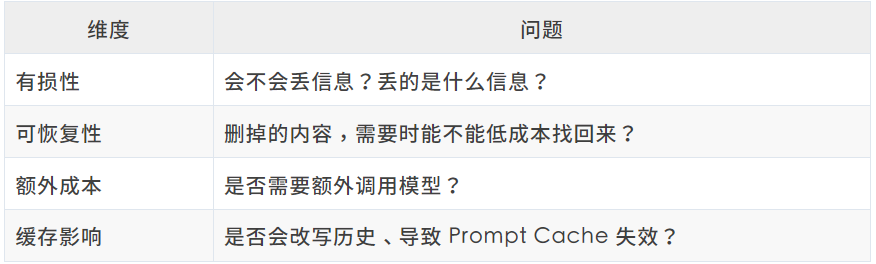 维度 问题
有损性 会不会丢信息？丢的是什么信息？
可恢复性 删掉的内容，需要时能不能低成本找回来？
额外成本 是否需要额外调用模型？
缓存影响 是否会改写历史、导致 Prompt Cache 失效？